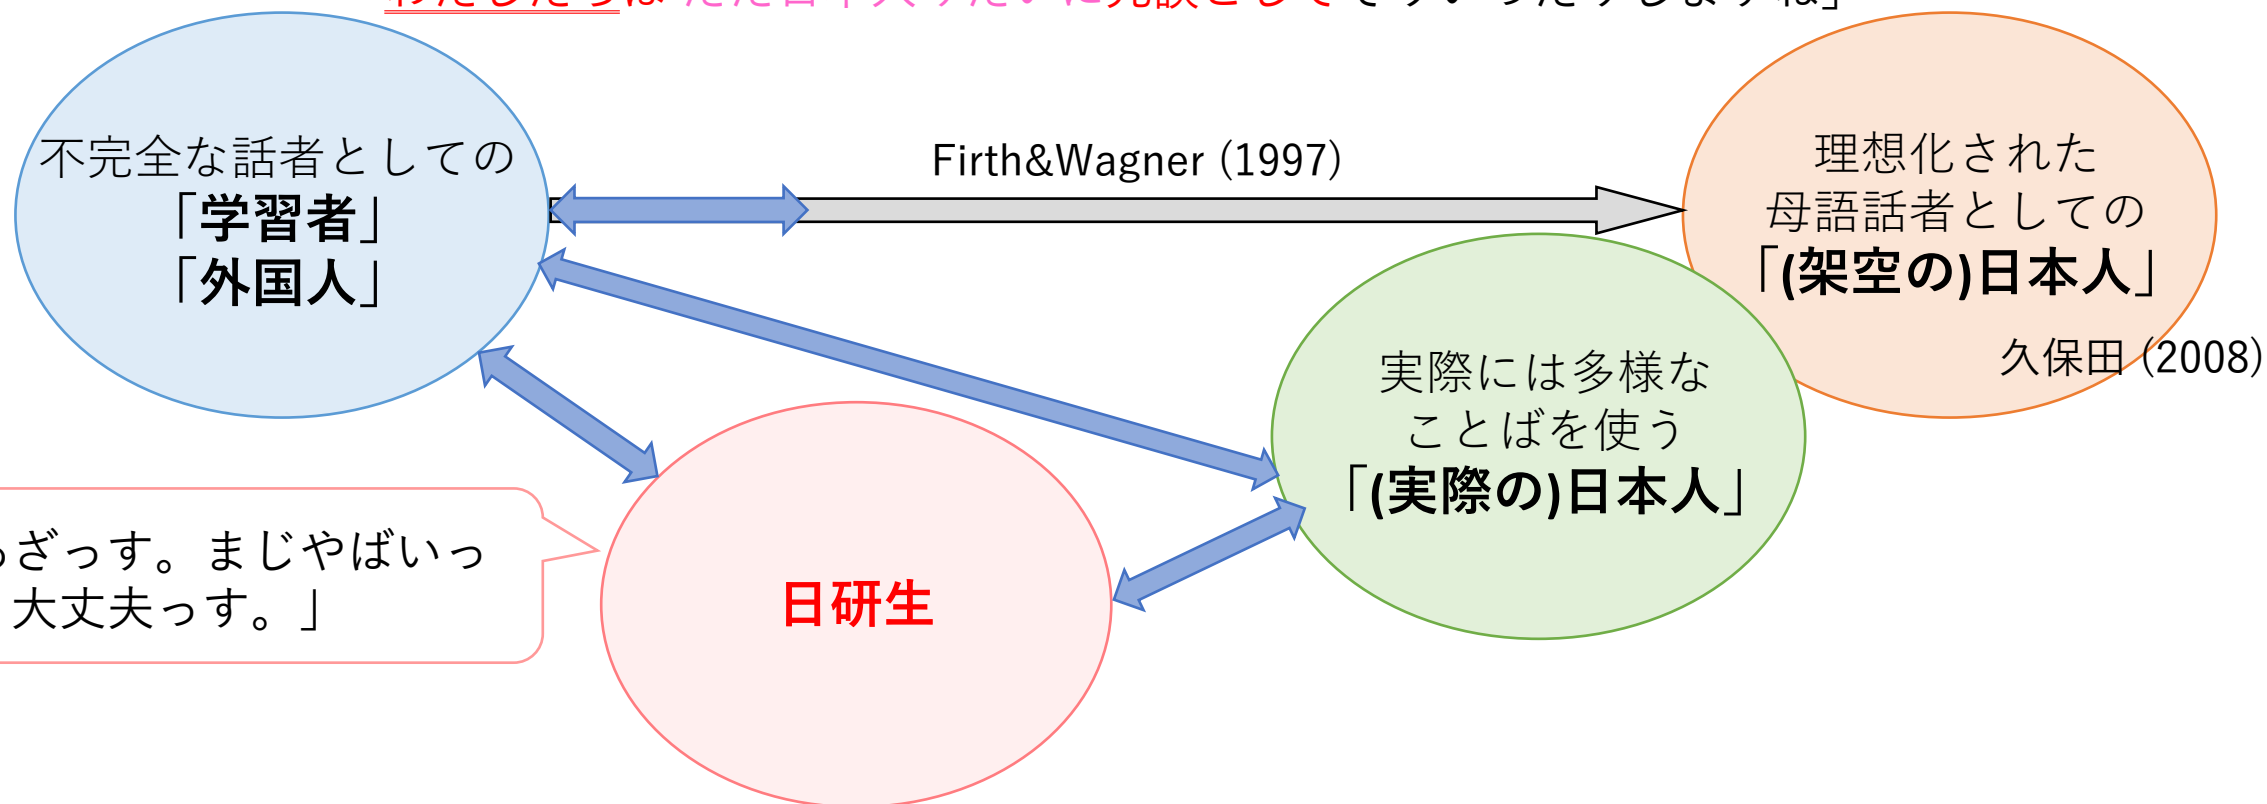 Firth&Wagner (1997)
不完全な話者としての
「学習者」
「外国人」
理想化された
母語話者としての
「(架空の)日本人」
久保田 (2008)
実際には多様な
ことばを使う
「(実際の)日本人」
ざっす。まじやばいっ
大丈夫っす。」
日研生